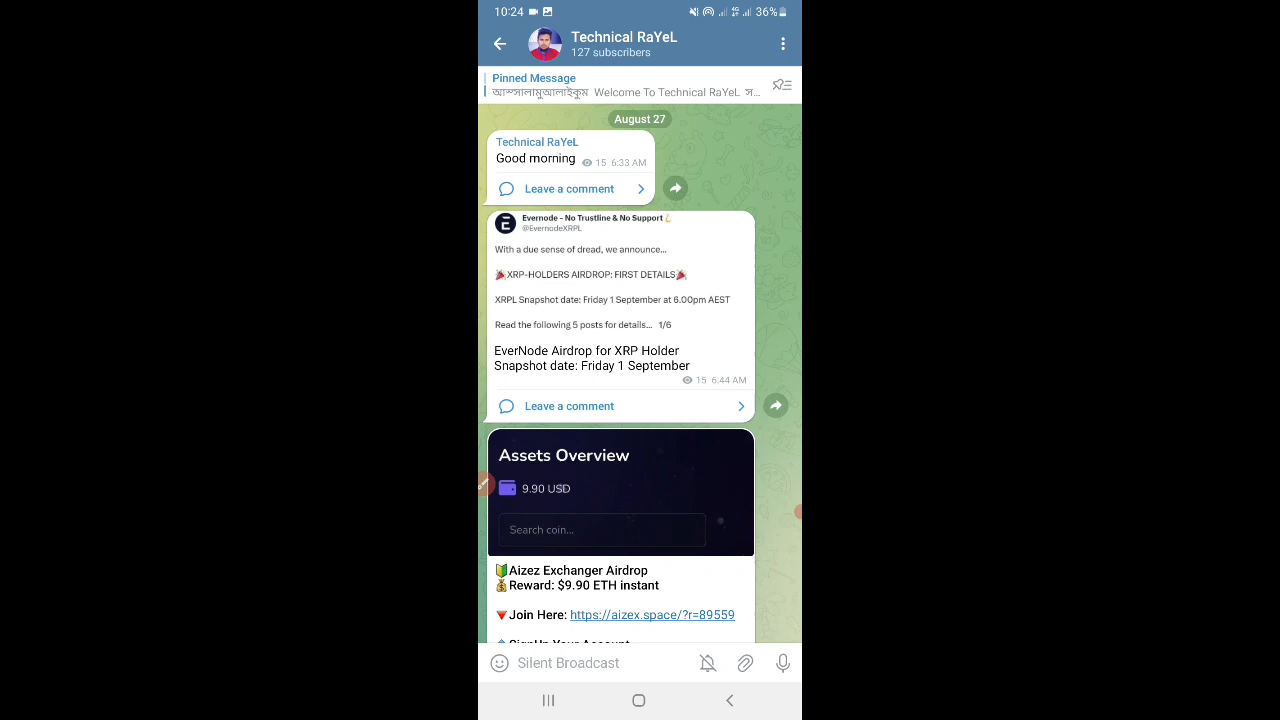 10:24 36%
Technical RaYeL
127 subscribers
Pinned Message
আস্সালামুআলাইকুম Welcome To Technical RaYeL স...
August 27
Technical RaYeL
Good morning
15 6:33 AM
Leave a comment
Evernode - No Trustline & No Support
@EvernodeXRPL
With a due sense of dread, we announce...
🎉XRP-HOLDERS AIRDROP: FIRST DETAILS🎉
XRPL Snapshot date: Friday 1 September at 6.00pm AEST
Read the following 5 posts for details... 1/6
EverNode Airdrop for XRP Holder
Snapshot date: Friday 1 September
15 6:44 AM
Leave a comment
Assets Overview
9.90 USD
Search coin...
🔰Aizez Exchanger Airdrop
💰Reward: $9.90 ETH instant
🔻Join Here: https://aizex.space/?r=89559
SignUp Your Account
Silent Broadcast